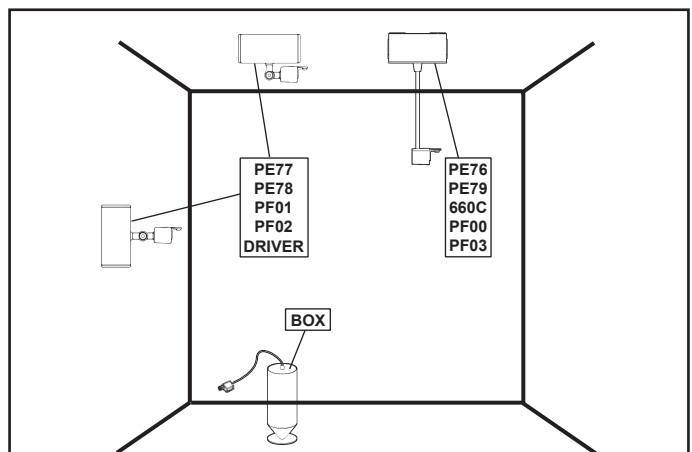 PE77
PE78
PF01
PF02
DRIVER
PE76
PE79
660C
PF00
PF03
BOX